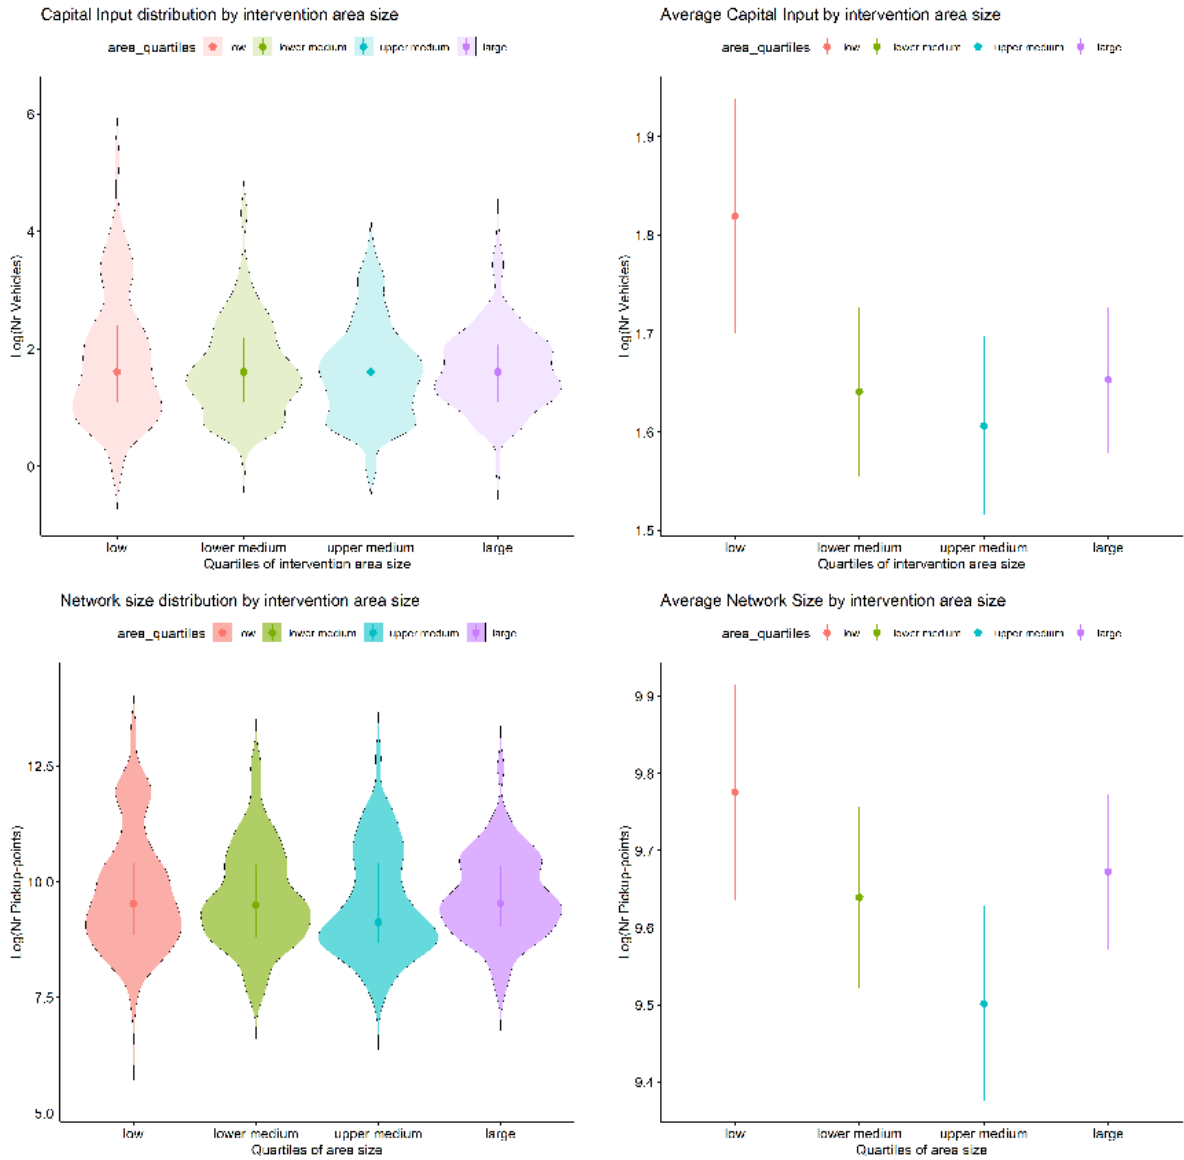 Capital Input distribution by intervention area size
area_quartiles low lower medium upper medium large
Log(Nr Vehicles)
6
4
2
0
low lower medium upper medium large
Quartiles of intervention area size
Average Capital Input by intervention area size
area_quartiles low lower medium upper medium large
Log(Nr Vehicles)
1.9
1.8
1.7
1.6
1.5
low lower medium upper medium large
Quartiles of intervention area size
Network size distribution by intervention area size
area_quartiles low lower medium upper medium large
Log(Nr Pickup-points)
12.5
10.0
7.5
5.0
low lower medium upper medium large
Quartiles of area size
Average Network Size by intervention area size
area_quartiles low lower medium upper medium large
Log(Nr Pickup-points)
9.9
9.8
9.7
9.6
9.5
9.4
low lower medium upper medium large
Quartiles of area size